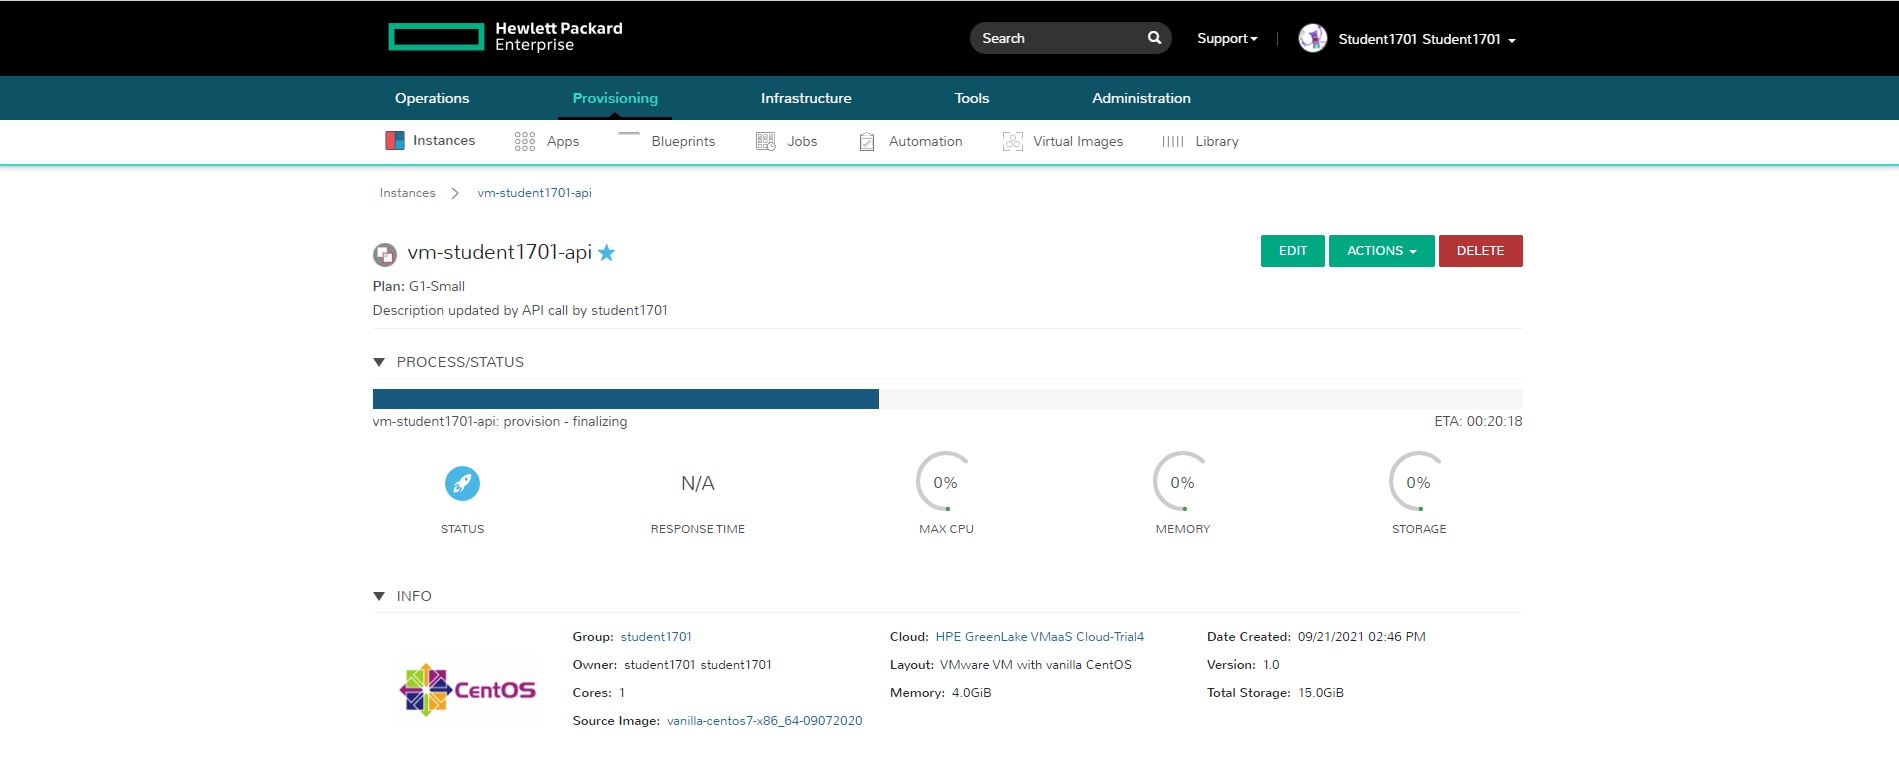 Hewlett Packard
Enterprise
Search
Support
Student1701 Student1701
Operations
Provisioning
Infrastructure
Tools
Administration
Instances
Apps
Blueprints
Jobs
Automation
Virtual Images
Library
Instances
vm-student1701-api
vm-student1701-api
EDIT
ACTIONS
DELETE
Plan: G1-Small
Description updated by API call by student1701
PROCESS/STATUS
vm-student1701-api: provision - finalizing
ETA: 00:20:18
N/A
0%
0%
0%
STATUS
RESPONSE TIME
MAX CPU
MEMORY
STORAGE
INFO
CentOS
Group: student1701
Cloud: HPE GreenLake VMaaS Cloud-Trial4
Date Created: 09/21/2021 02:46 PM
Owner: student1701 student1701
Layout: VMware VM with vanilla CentOS
Version: 1.0
Cores: 1
Memory: 4.0GiB
Total Storage: 15.0GiB
Source Image: vanilla-centos7-x86_64-09072020